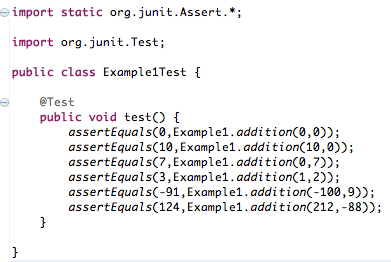 import static org.junit.Assert.*;
import org.junit.Test;
public class Example1Test {
@Test
public void test() {
assertEquals(0,Example1.addition(0,0));
assertEquals(10,Example1.addition(10,0));
assertEquals(7,Example1.addition(0,7));
assertEquals(3,Example1.addition(1,2));
assertEquals(-91,Example1.addition(-100,9));
assertEquals(124,Example1.addition(212,-88));
}
}